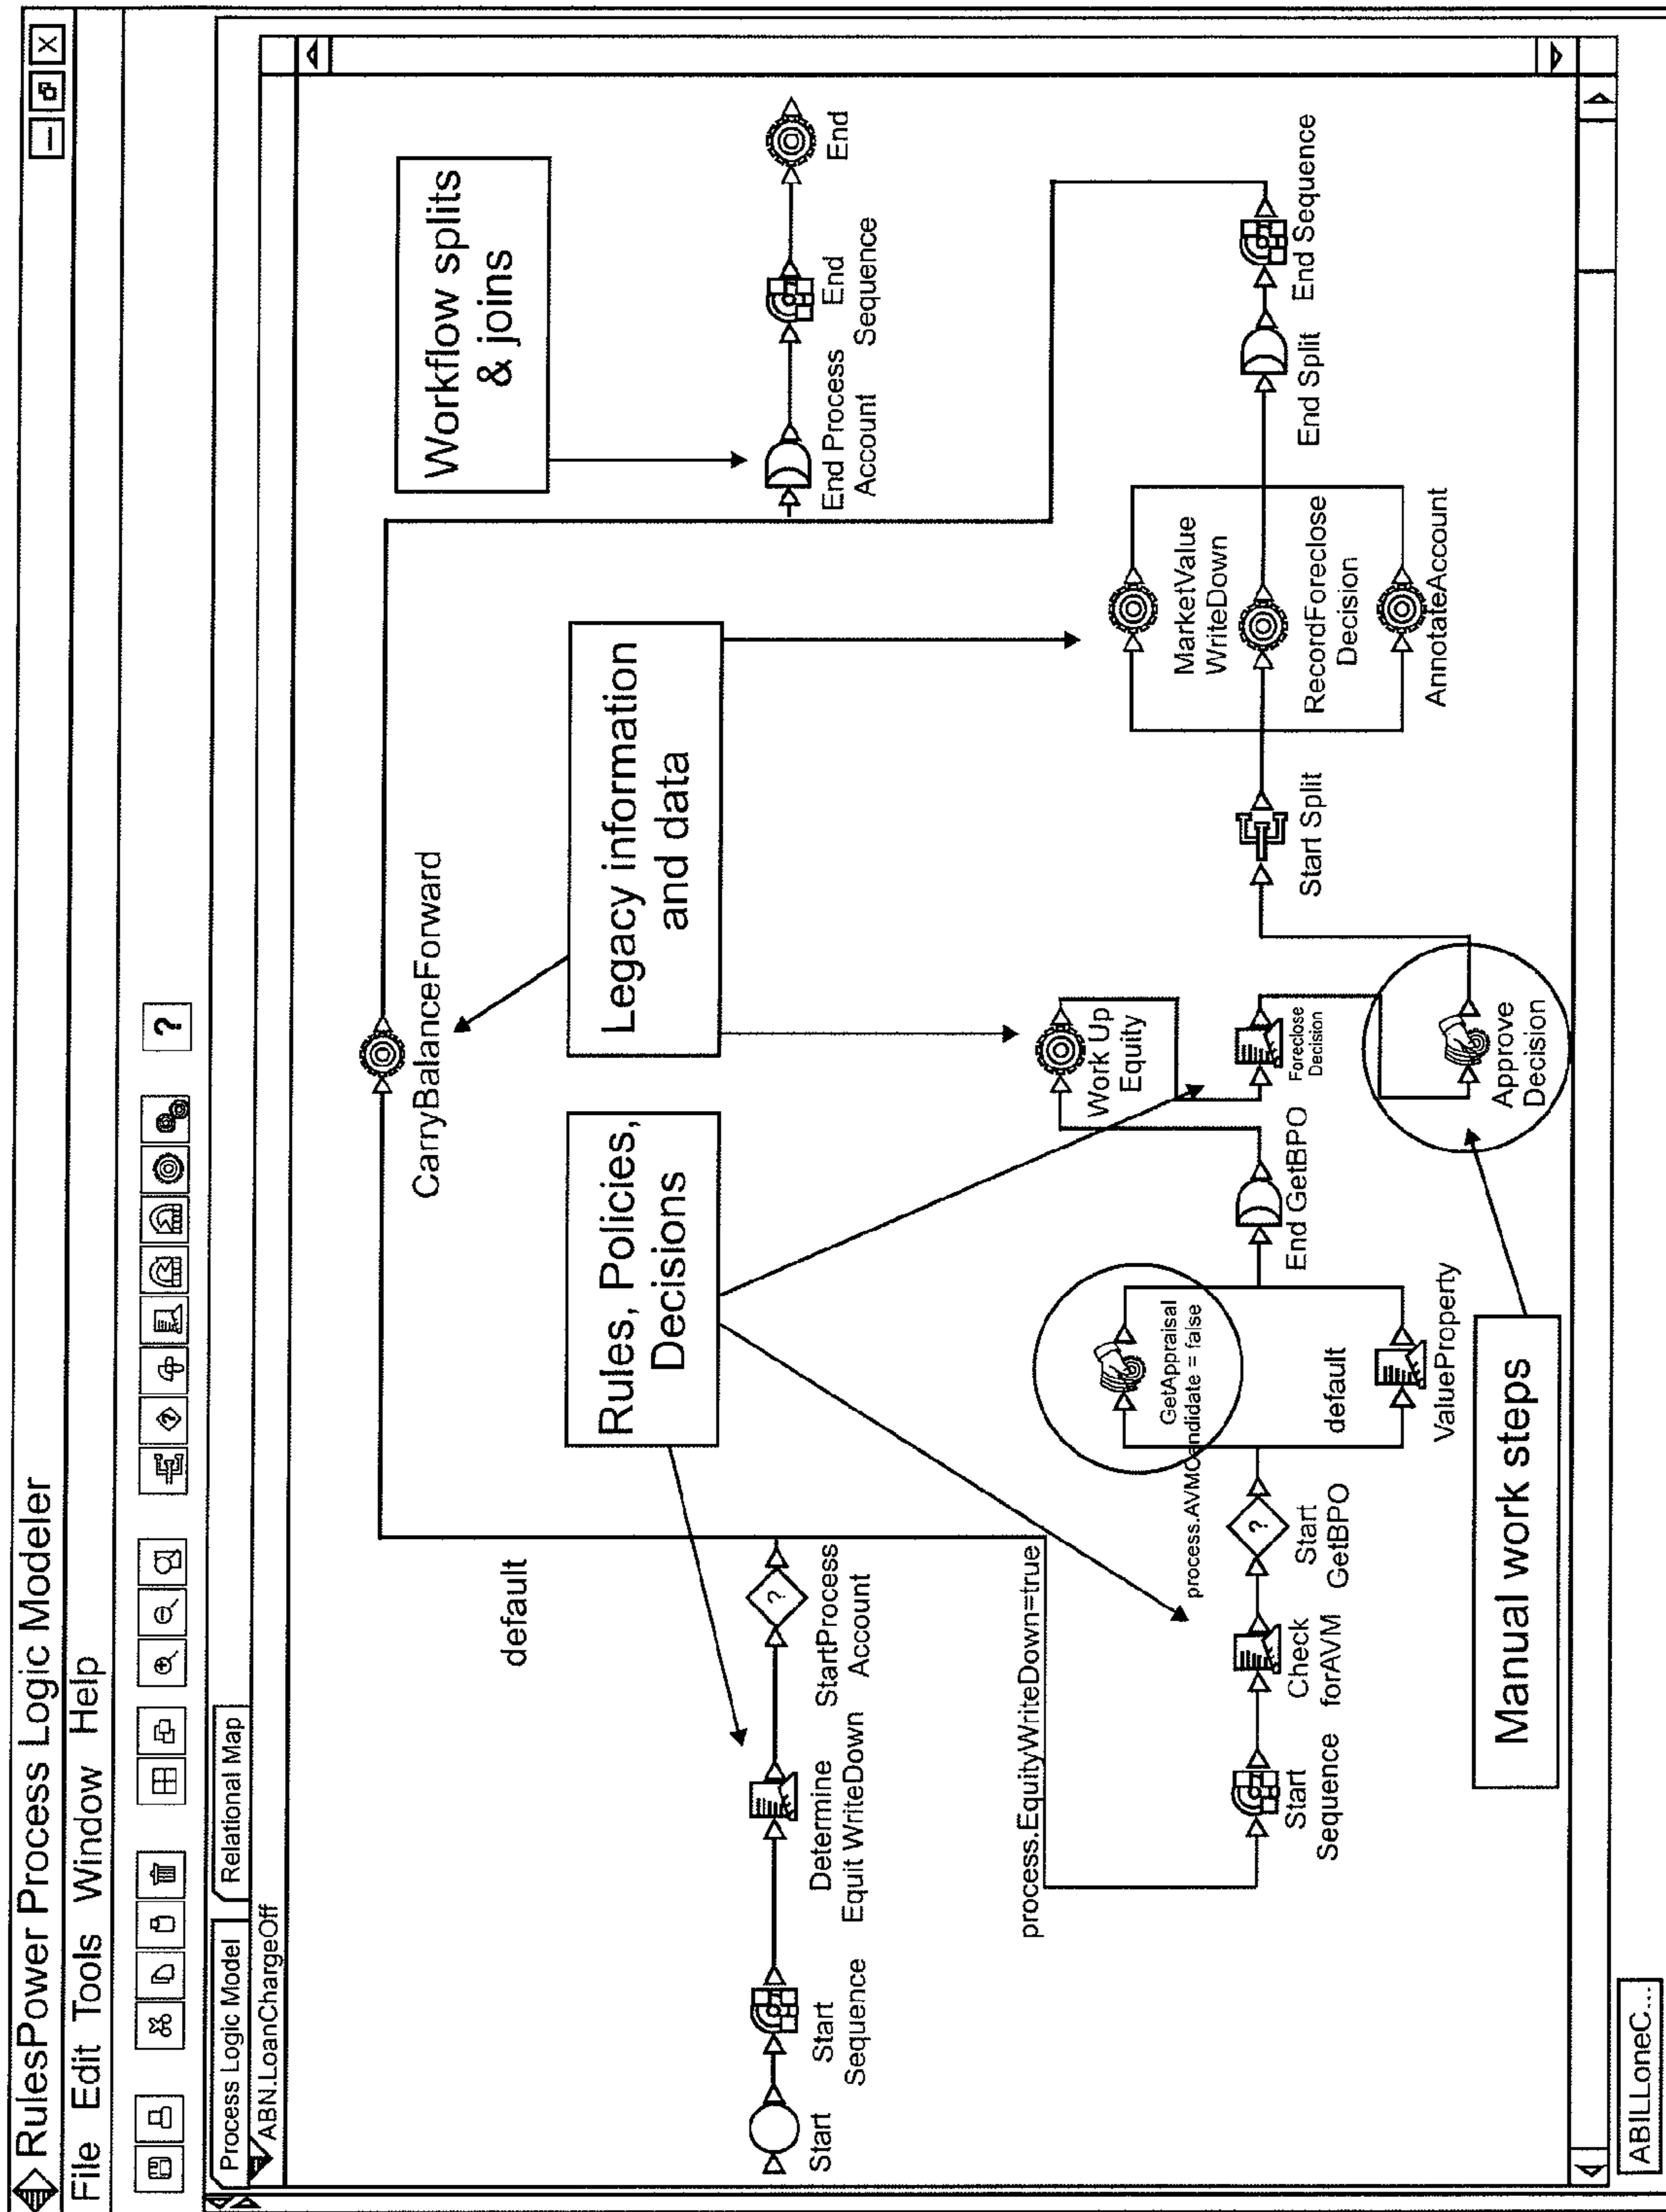 RulesPower Process Logic Modeler
File Edit Tools Window Help
?
Process Logic Model
Relational Map
ABN.LoanChargeOff
default
CarryBalanceForward
Workflow splits
& joins
Rules, Policies,
Decisions
Legacy information
and data
Start
Start
Sequence
Determine
Equit WriteDown
?
StartProcess
Account
End Process
Account
End
Sequence
End
process.EquityWriteDown=true
Start
Sequence
Check
forAVM
?
Start
GetBPO
GetAppraisal
process.AVMCandidate = false
default
ValueProperty
End GetBPO
Work Up
Equity
Foreclose
Decision
Approve
Decision
Start Split
MarketValue
WriteDown
RecordForeclose
Decision
AnnotateAccount
End Split
End Sequence
Manual work steps
ABILLoneC...